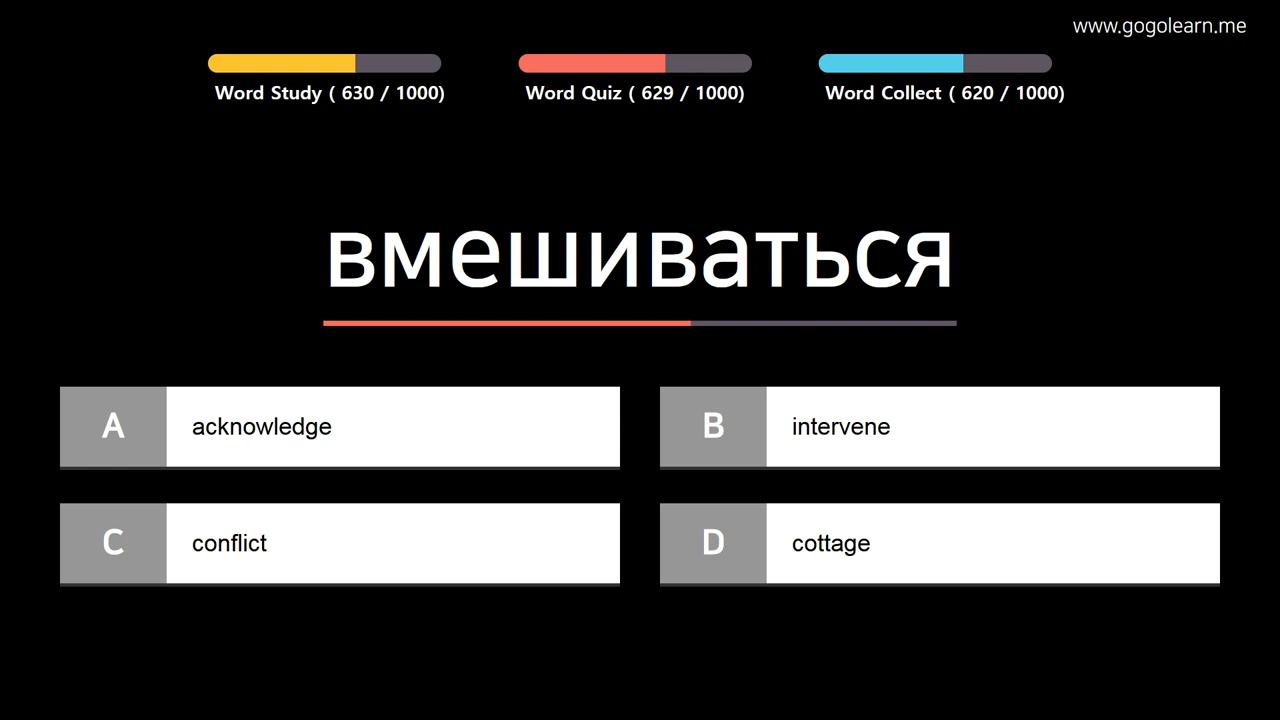 www.gogolearn.me
Word Study ( 630 / 1000)
Word Quiz ( 629 / 1000)
Word Collect ( 620 / 1000)
вмешиваться
A acknowledge
B intervene
C conflict
D cottage